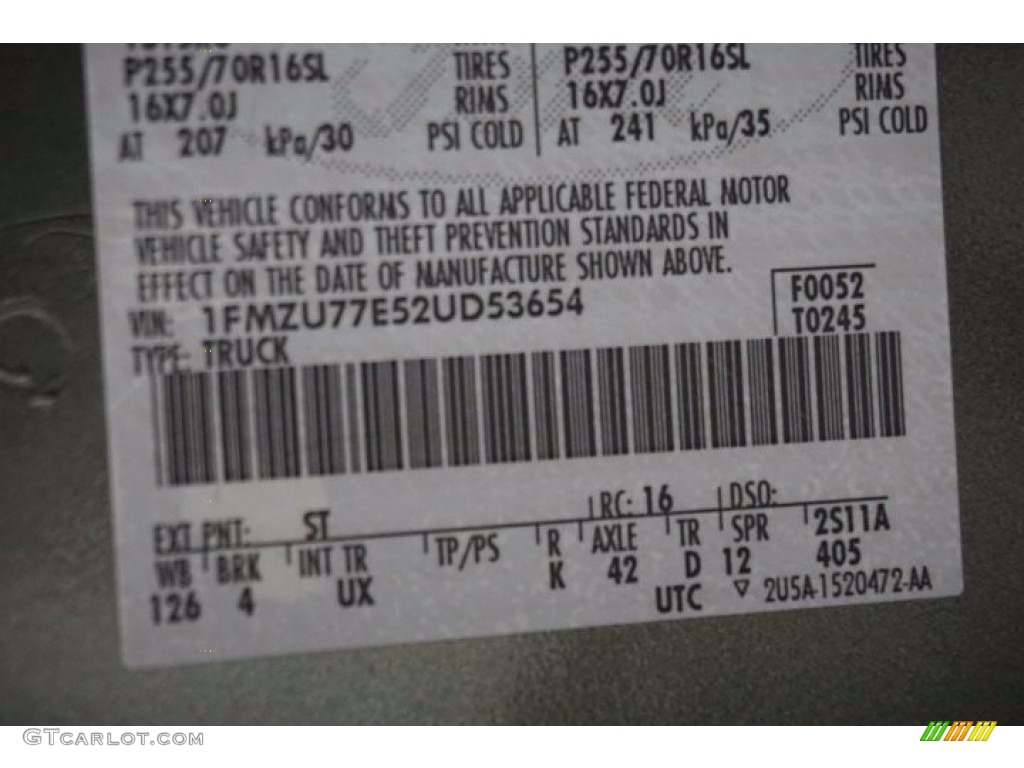 P255/70R16SL TIRES P255/70R16SL TIRES
16X7.0J RIMS 16X7.0J RIMS
AT 207 kPa/30 PSI COLD AT 241 kPa/35 PSI COLD
THIS VEHICLE CONFORMS TO ALL APPLICABLE FEDERAL MOTOR
VEHICLE SAFETY AND THEFT PREVENTION STANDARDS IN
EFFECT ON THE DATE OF MANUFACTURE SHOWN ABOVE.
VIN: 1FMZU77E52UD53654 F0052
TYPE: TRUCK T0245
EXT PNT: ST RC: 16 DSO:
WB BRK INT TR TP/PS R AXLE TR SPR 2S11A
126 4 UX K 42 D 12 405
UTC ▽ 2U5A-1520472-AA
GTCarLot.com